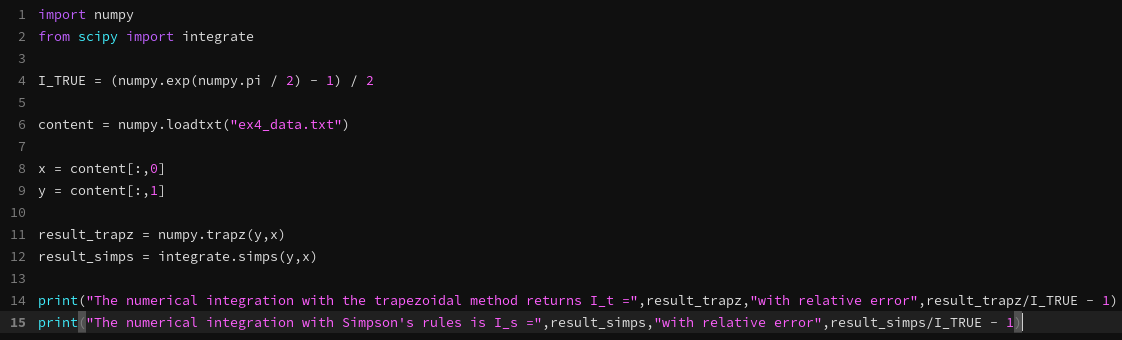 1 import numpy
2 from scipy import integrate
3
4 I_TRUE = (numpy.exp(numpy.pi / 2) - 1) / 2
5
6 content = numpy.loadtxt("ex4_data.txt")
7
8 x = content[:,0]
9 y = content[:,1]
10
11 result_trapz = numpy.trapz(y,x)
12 result_simps = integrate.simps(y,x)
13
14 print("The numerical integration with the trapezoidal method returns I_t =",result_trapz,"with relative error",result_trapz/I_TRUE - 1)
15 print("The numerical integration with Simpson's rules is I_s =",result_simps,"with relative error",result_simps/I_TRUE - 1)